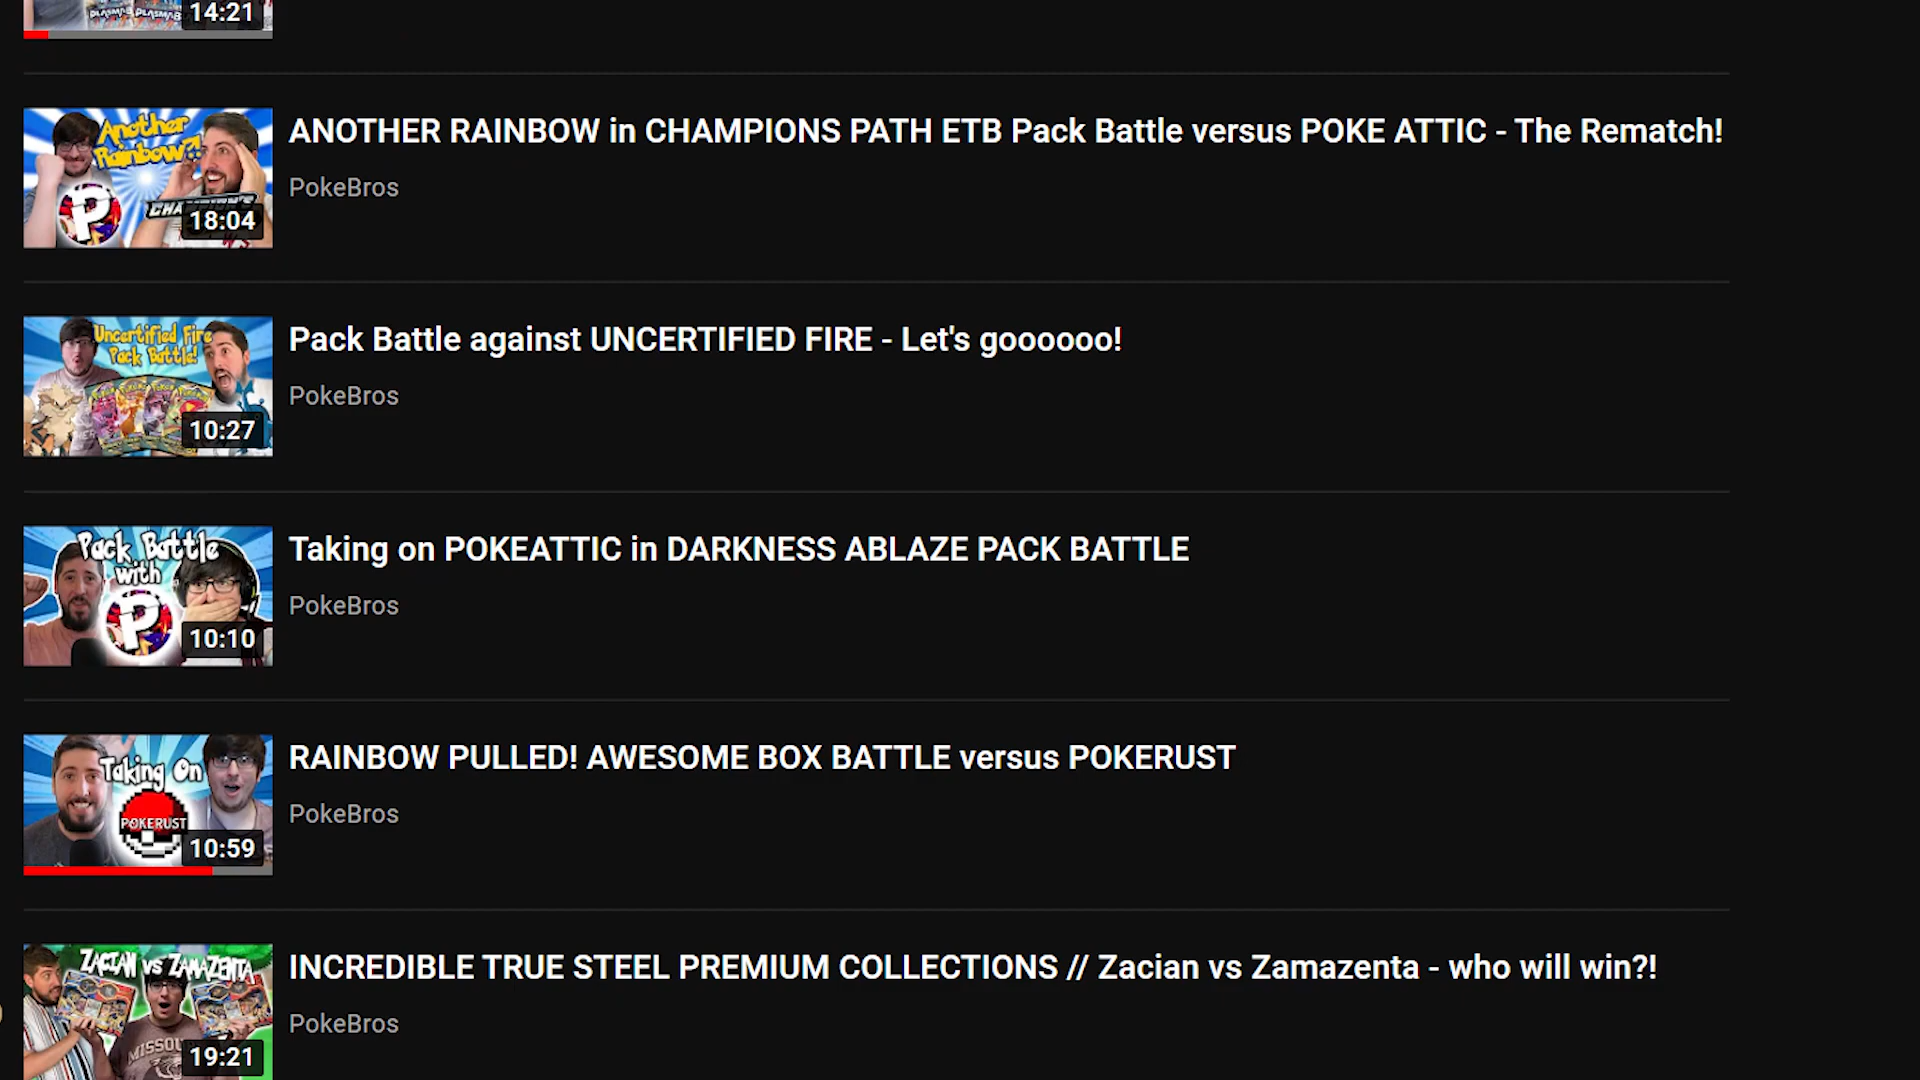 PLASMA PLASMA
14:21
Another
Rainbow?!
P
CHAMPION'S
18:04
ANOTHER RAINBOW in CHAMPIONS PATH ETB Pack Battle versus POKE ATTIC - The Rematch!
PokeBros
Uncertified Fire
Pack Battle!
10:27
Pack Battle against UNCERTIFIED FIRE - Let's goooooo!
PokeBros
Pack Battle
with
P
10:10
Taking on POKEATTIC in DARKNESS ABLAZE PACK BATTLE
PokeBros
Taking On
POKERUST
10:59
RAINBOW PULLED! AWESOME BOX BATTLE versus POKERUST
PokeBros
ZACIAN vs ZAMAZENTA
MISSOU
19:21
INCREDIBLE TRUE STEEL PREMIUM COLLECTIONS // Zacian vs Zamazenta - who will win?!
PokeBros